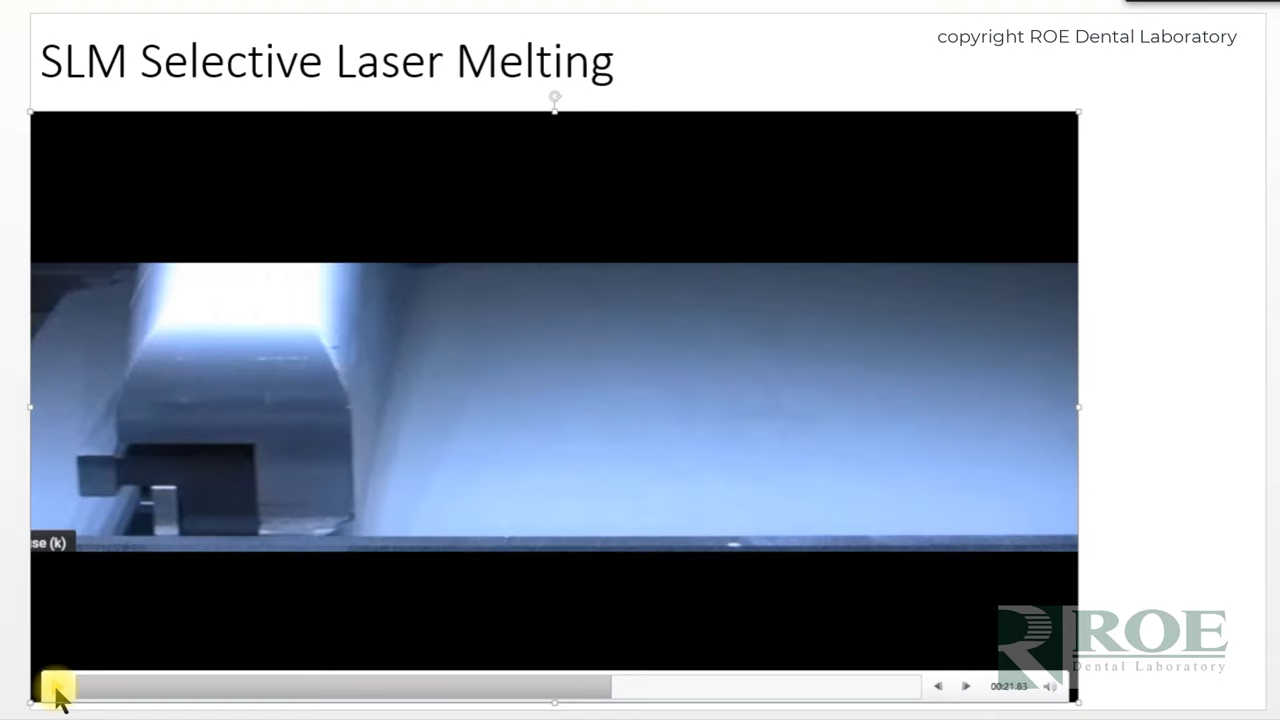 copyright ROE Dental Laboratory
SLM Selective Laser Melting
se (k)
ROE
Dental Laboratory
00:21.83